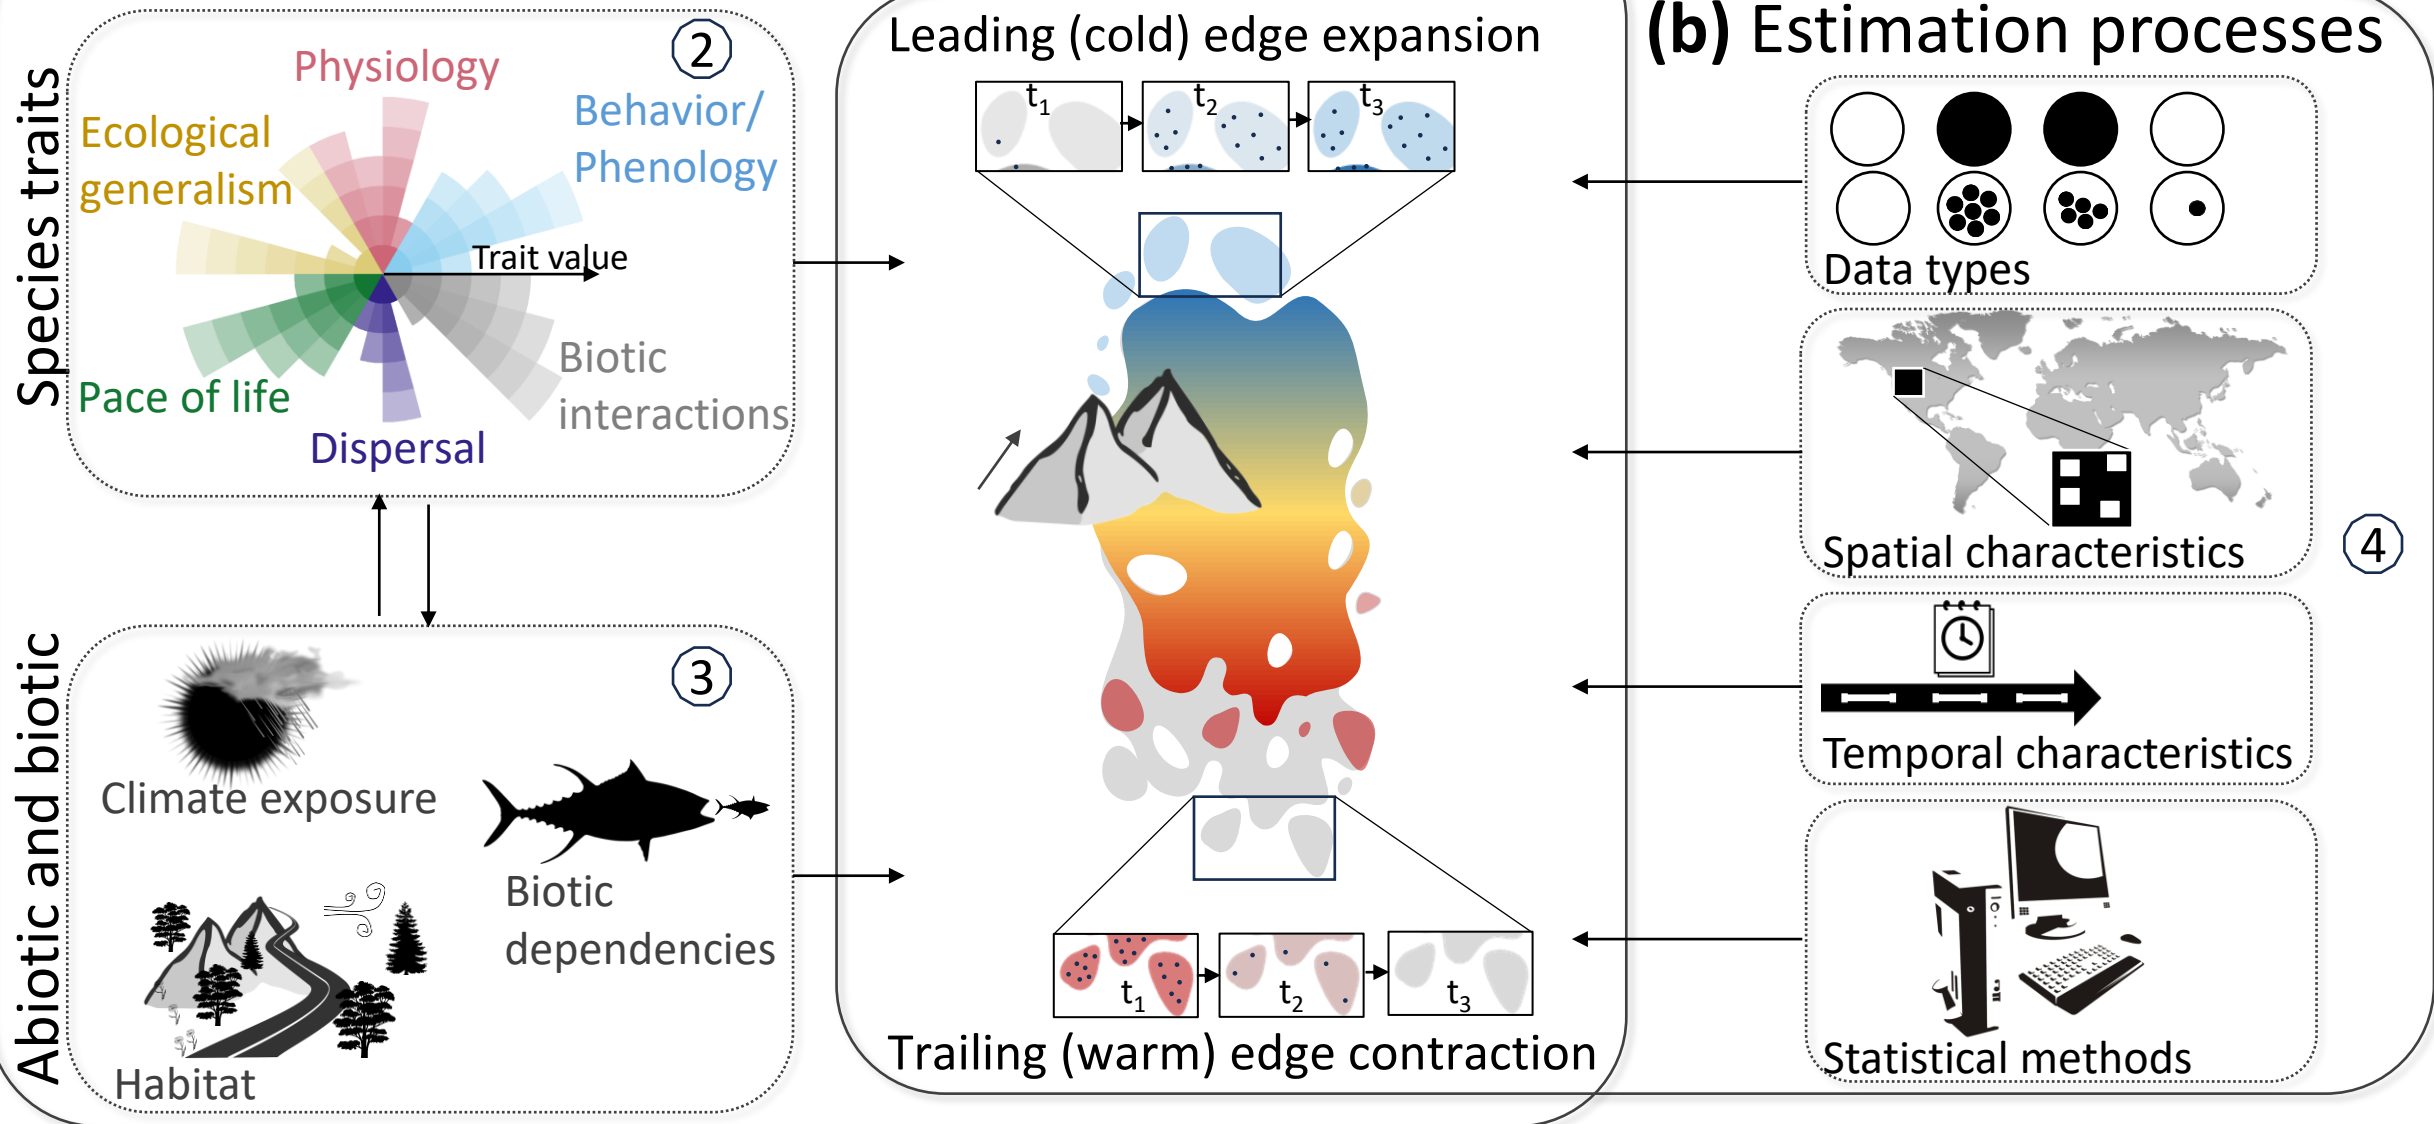 Species traits
2
Physiology
Behavior/
Phenology
Ecological
generalism
Trait value
Biotic
interactions
Pace of life
Dispersal
Abiotic and biotic
3
Climate exposure
Biotic
dependencies
Habitat
Leading (cold) edge expansion
t1
t2
t3
t1
t2
t3
Trailing (warm) edge contraction
(b) Estimation processes
Data types
Spatial characteristics
4
Temporal characteristics
Statistical methods